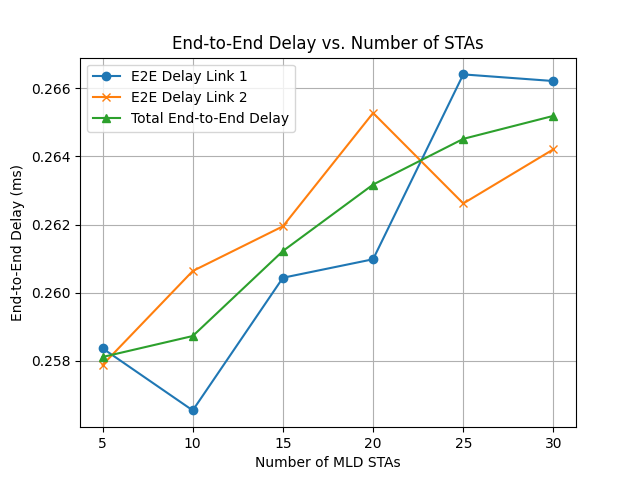 End-to-End Delay vs. Number of STAs
E2E Delay Link 1
E2E Delay Link 2
Total End-to-End Delay
End-to-End Delay (ms)
0.266
0.264
0.262
0.260
0.258
5 10 15 20 25 30
Number of MLD STAs